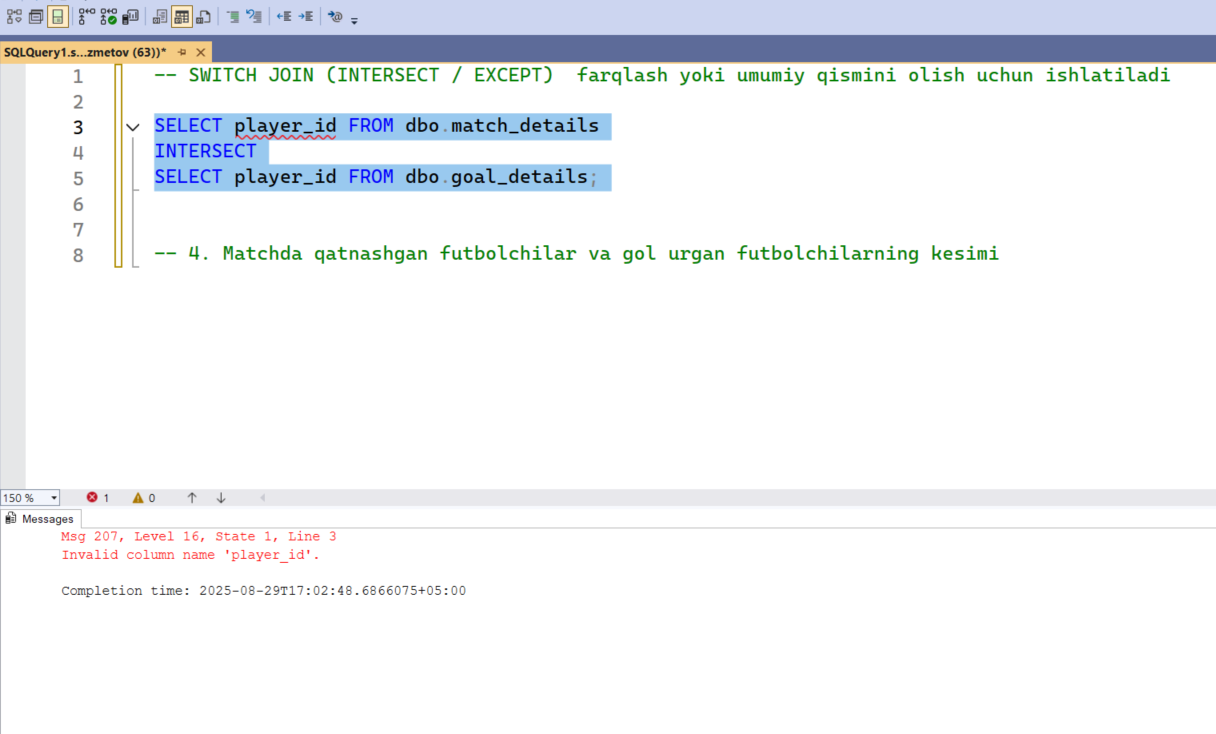 SQLQuery1.s...zmetov (63))*
1 -- SWITCH JOIN (INTERSECT / EXCEPT)  farqlash yoki umumiy qismini olish uchun ishlatiladi
2
3 SELECT player_id FROM dbo.match_details
4 INTERSECT
5 SELECT player_id FROM dbo.goal_details;
6
7
8 -- 4. Matchda qatnashgan futbolchilar va gol urgan futbolchilarning kesimi
150 % 1 0
Messages
Msg 207, Level 16, State 1, Line 3
Invalid column name 'player_id'.
Completion time: 2025-08-29T17:02:48.6866075+05:00